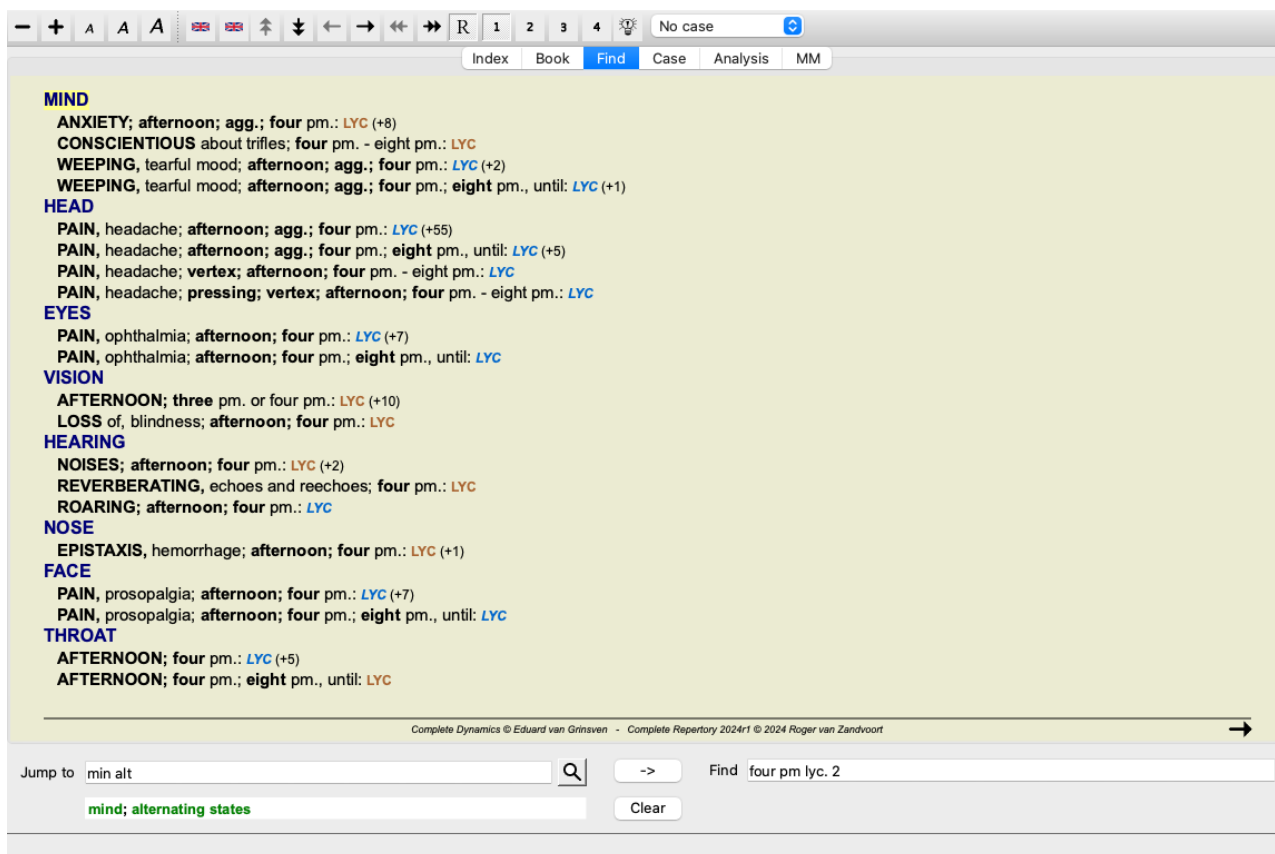 − + A A A R 1 2 3 4 No case
Index Book Find Case Analysis MM
MIND
ANXIETY; afternoon; agg.; four pm.: LYC (+8)
CONSCIENTIOUS about trifles; four pm. - eight pm.: LYC
WEEPING, tearful mood; afternoon; agg.; four pm.: LYC (+2)
WEEPING, tearful mood; afternoon; agg.; four pm.; eight pm., until: LYC (+1)
HEAD
PAIN, headache; afternoon; agg.; four pm.: LYC (+55)
PAIN, headache; afternoon; agg.; four pm.; eight pm., until: LYC (+5)
PAIN, headache; vertex; afternoon; four pm. - eight pm.: LYC
PAIN, headache; pressing; vertex; afternoon; four pm. - eight pm.: LYC
EYES
PAIN, ophthalmia; afternoon; four pm.: LYC (+7)
PAIN, ophthalmia; afternoon; four pm.; eight pm., until: LYC
VISION
AFTERNOON; three pm. or four pm.: LYC (+10)
LOSS of, blindness; afternoon; four pm.: LYC
HEARING
NOISES; afternoon; four pm.: LYC (+2)
REVERBERATING, echoes and reechoes; four pm.: LYC
ROARING; afternoon; four pm.: LYC
NOSE
EPISTAXIS, hemorrhage; afternoon; four pm.: LYC (+1)
FACE
PAIN, prosopalgia; afternoon; four pm.: LYC (+7)
PAIN, prosopalgia; afternoon; four pm.; eight pm., until: LYC
THROAT
AFTERNOON; four pm.: LYC (+5)
AFTERNOON; four pm.; eight pm., until: LYC
Complete Dynamics © Eduard van Grinsven - Complete Repertory 2024r1 © 2024 Roger van Zandvoort
Jump to min alt -> Find four pm lyc. 2
mind; alternating states Clear